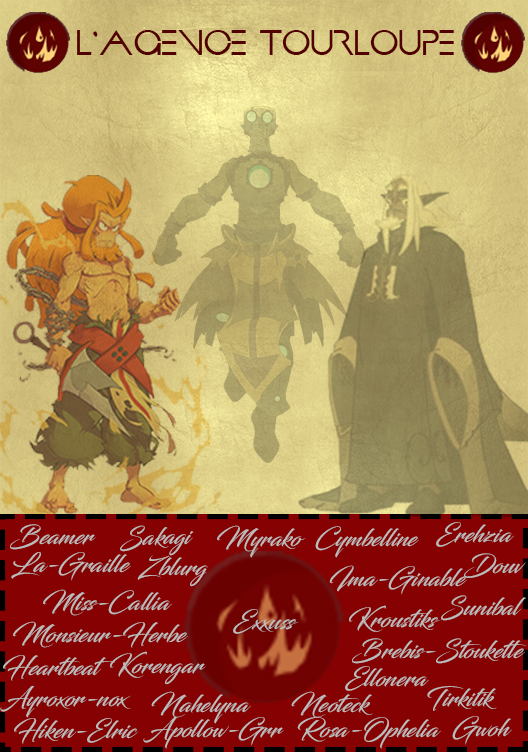 L'AGENCE TOURLOUPE
Beamer Sakagi Myrako Cymbelline Erehzia
La-Graille Zblurg Ima-Ginable Douw
Miss-Callia Exxuss Kroustiks Sunibal
Monsieur-Herbe Brebis-Stoukette
Heartbeat Korengar Ellonera
Ayroxor-nox Nahelyna Neoteck Tirkitik
Hiken-Elric Apollow-Grr Rosa-Ophelia Gwoh